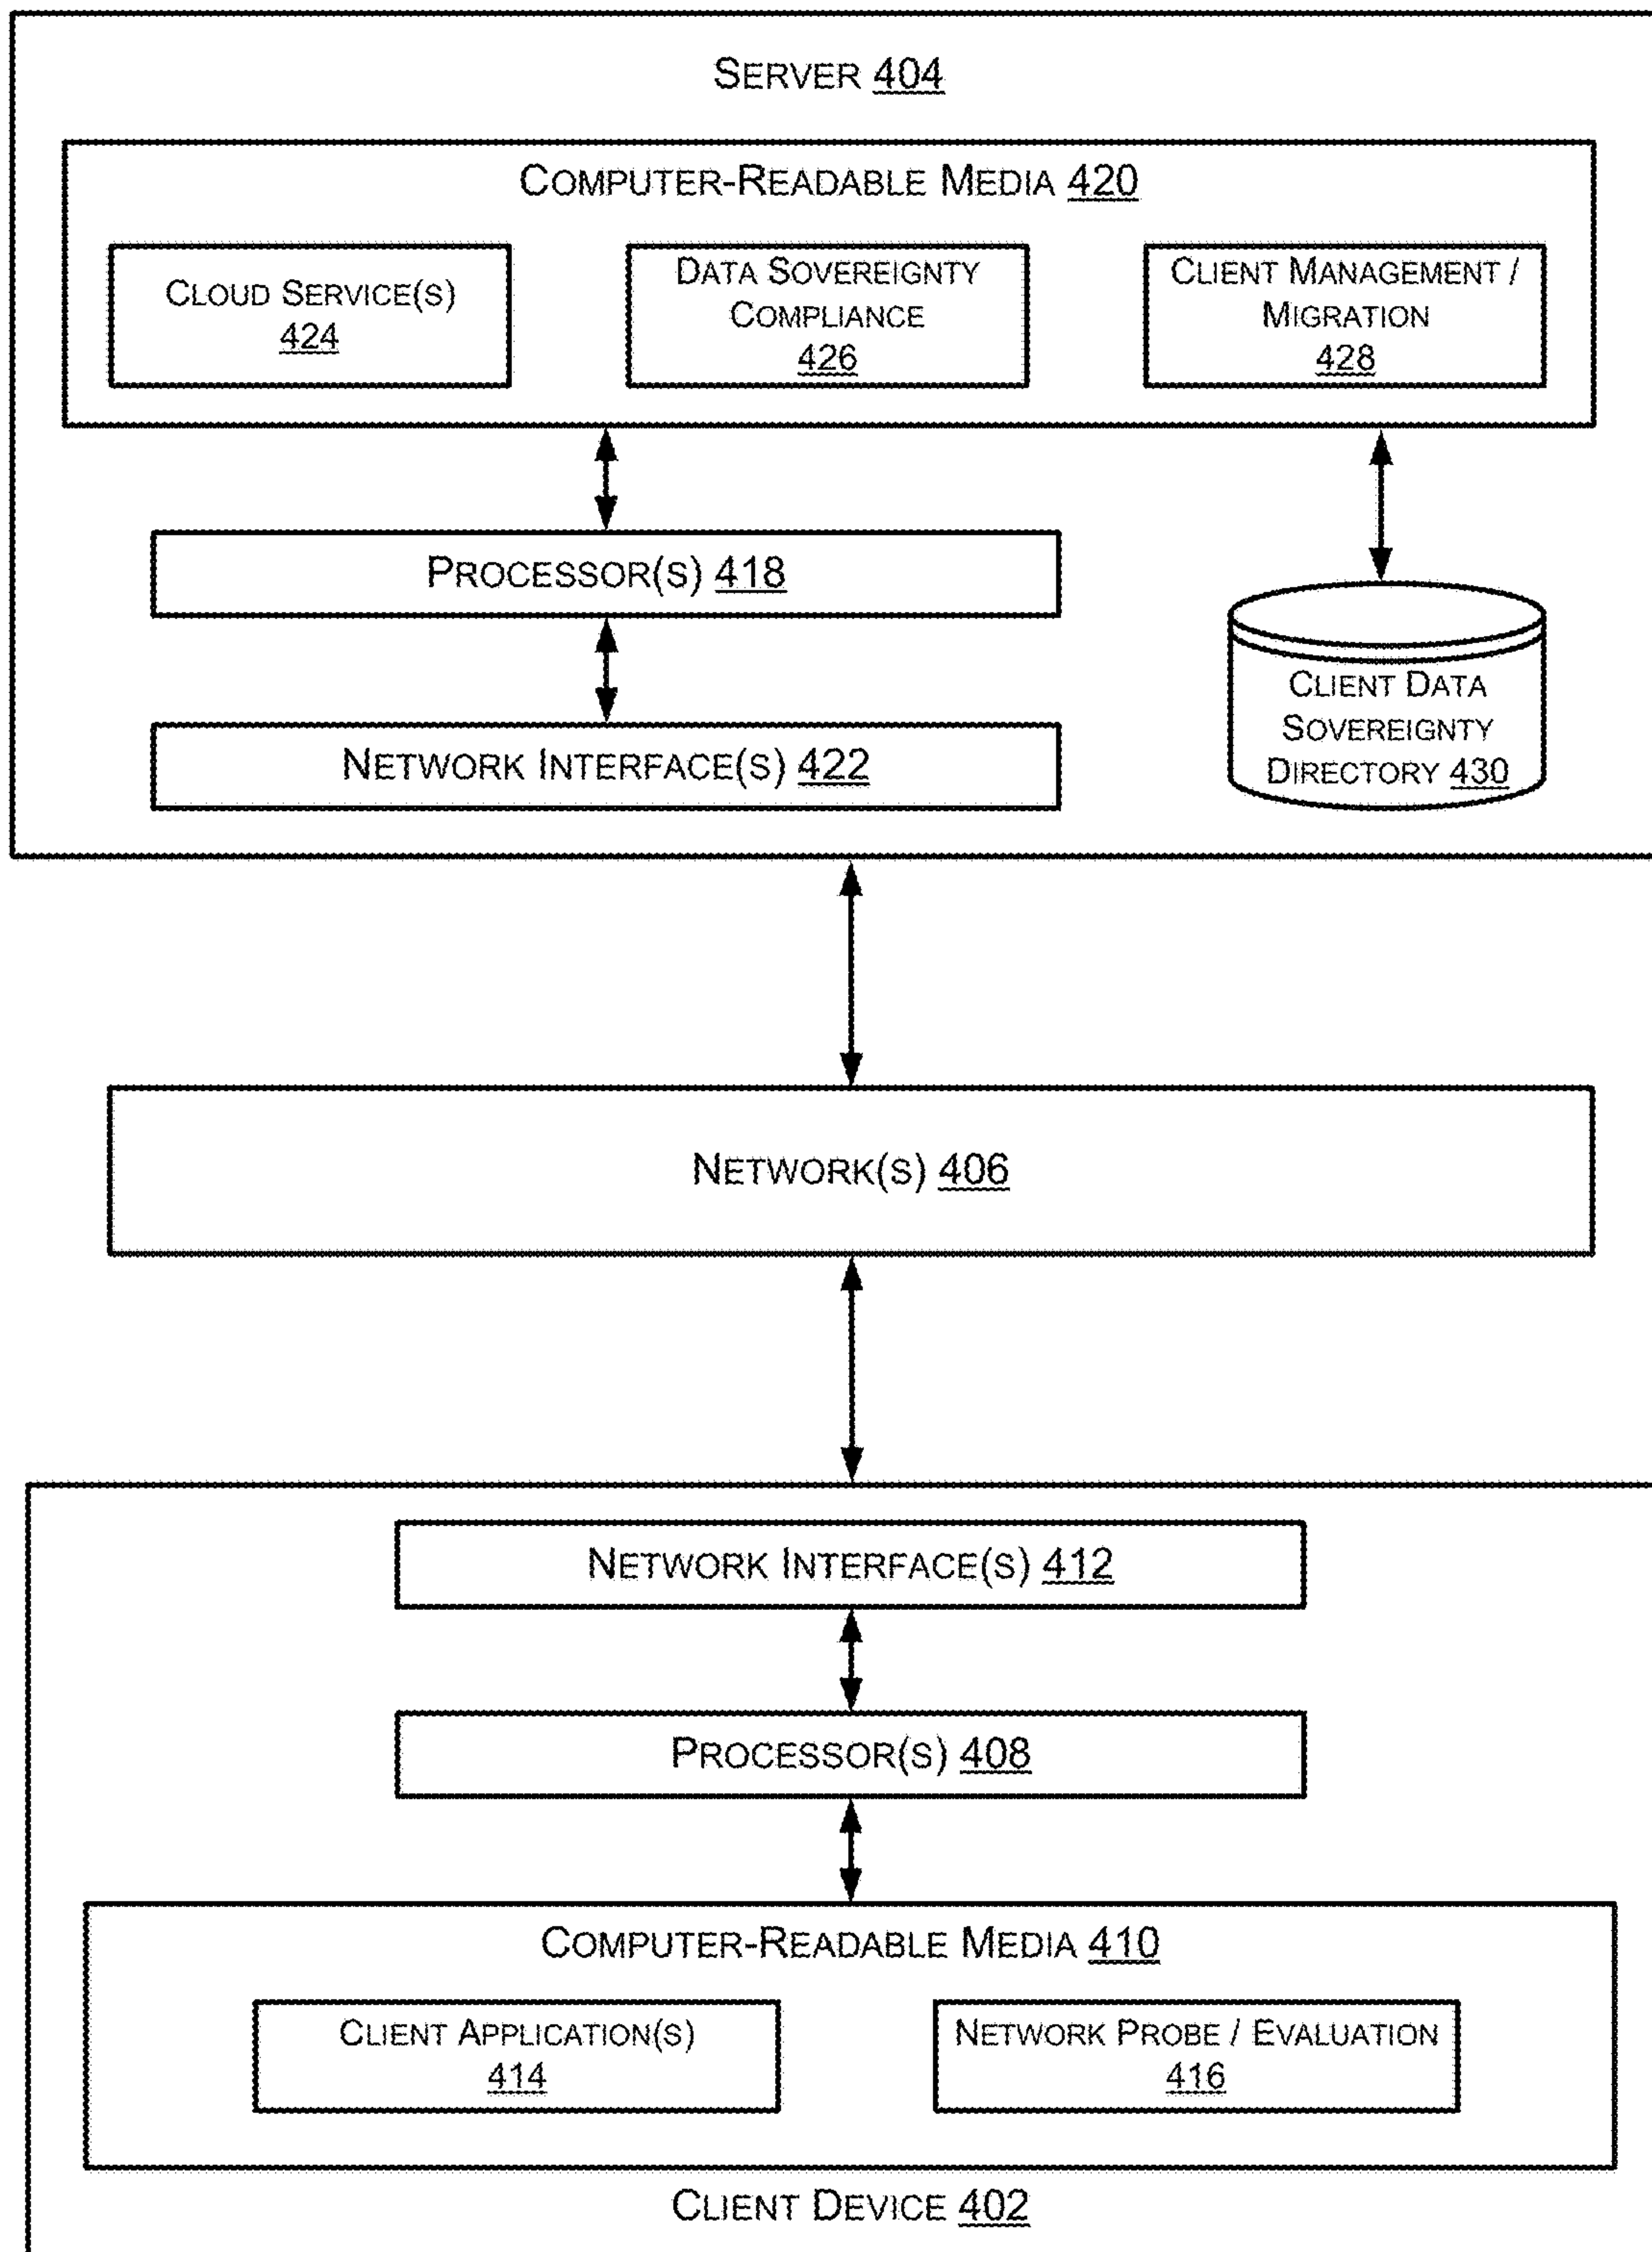 SERVER 404
COMPUTER-READABLE MEDIA 420
CLOUD SERVICE(S)
424
DATA SOVEREIGNTY
COMPLIANCE
426
CLIENT MANAGEMENT /
MIGRATION
428
PROCESSOR(S) 418
NETWORK INTERFACE(S) 422
CLIENT DATA
SOVEREIGNTY
DIRECTORY 430
NETWORK(S) 406
NETWORK INTERFACE(S) 412
PROCESSOR(S) 408
COMPUTER-READABLE MEDIA 410
CLIENT APPLICATION(S)
414
NETWORK PROBE / EVALUATION
416
CLIENT DEVICE 402